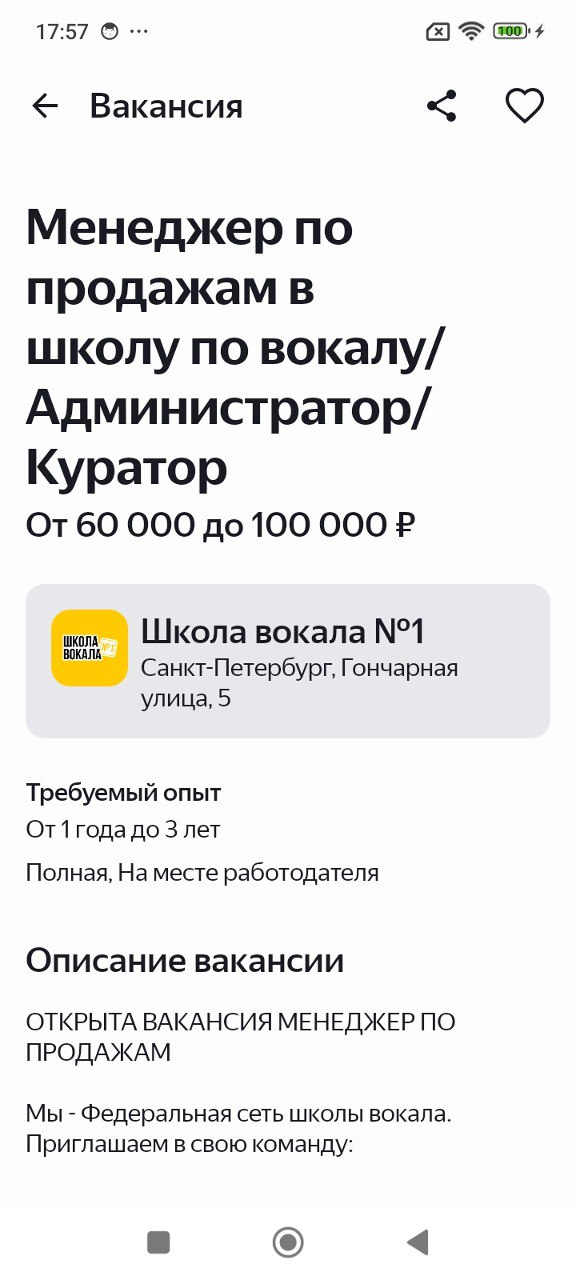 17:57
100
Вакансия
Менеджер по
продажам в
школу по вокалу/
Администратор/
Куратор
От 60 000 до 100 000 ₽
ШКОЛА
ВОКАЛА №1
Школа вокала №1
Санкт-Петербург, Гончарная
улица, 5
Требуемый опыт
От 1 года до 3 лет
Полная, На месте работодателя
Описание вакансии
ОТКРЫТА ВАКАНСИЯ МЕНЕДЖЕР ПО
ПРОДАЖАМ
Мы - Федеральная сеть школы вокала.
Приглашаем в свою команду: